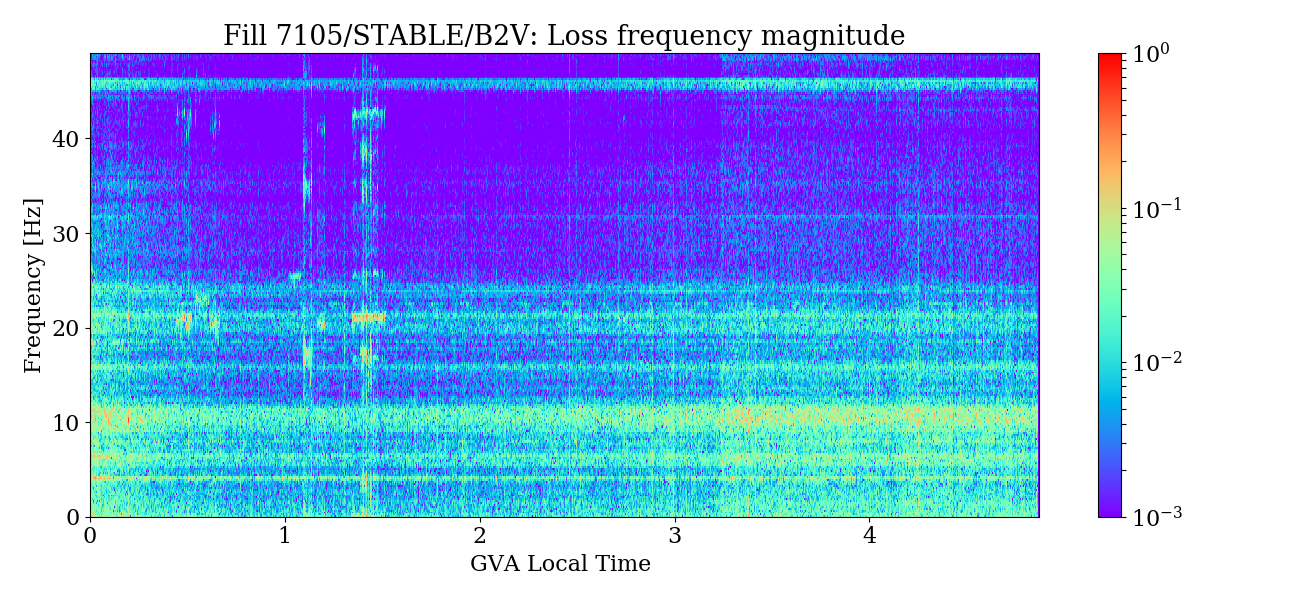 Fill 7105/STABLE/B2V: Loss frequency magnitude
Frequency [Hz]
40
30
20
10
0
0 1 2 3 4
GVA Local Time
10^0
10^-1
10^-2
10^-3